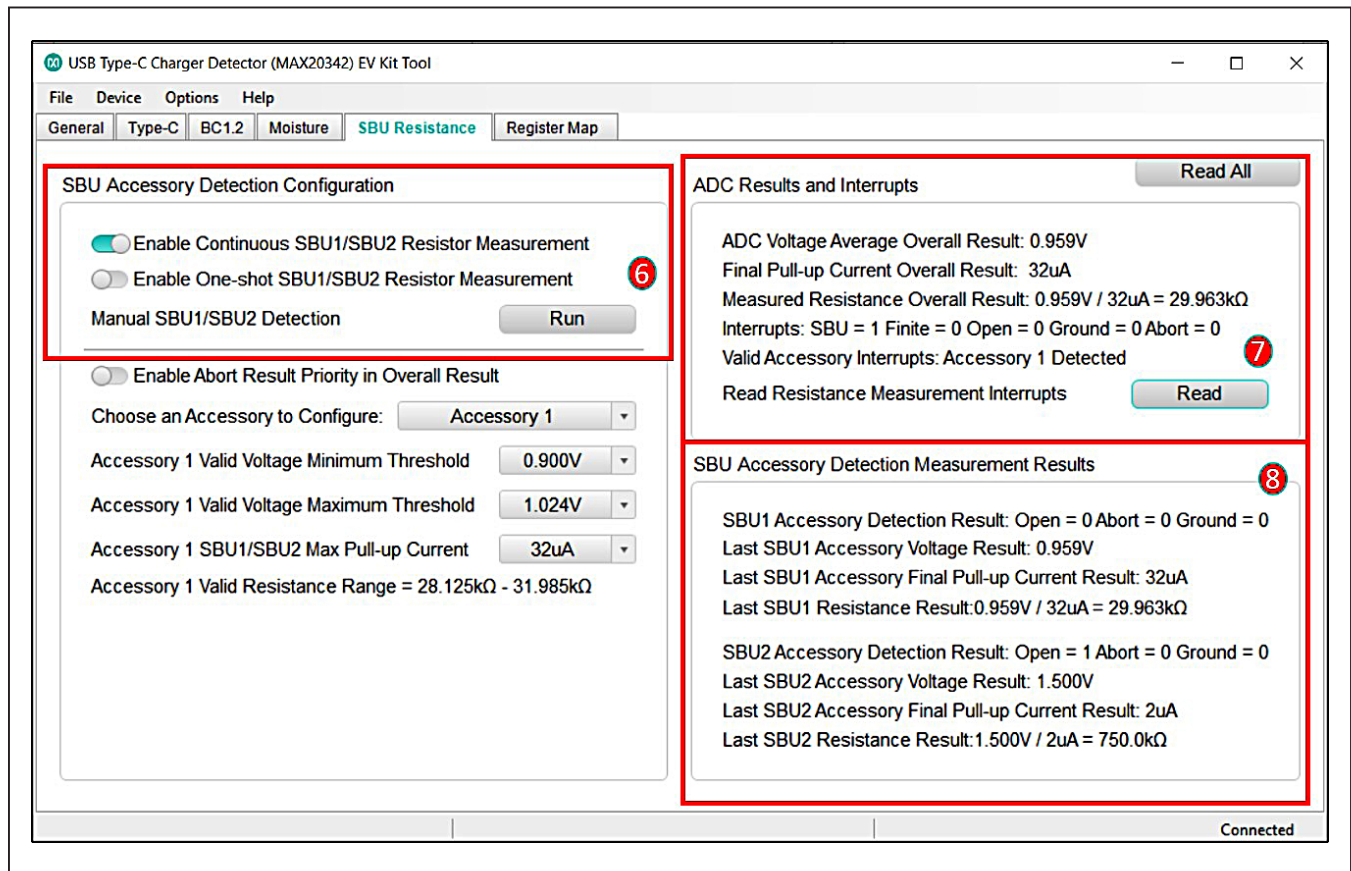 USB Type-C Charger Detector (MAX20342) EV Kit Tool
File Device Options Help
General Type-C BC1.2 Moisture SBU Resistance Register Map
SBU Accessory Detection Configuration
Enable Continuous SBU1/SBU2 Resistor Measurement
Enable One-shot SBU1/SBU2 Resistor Measurement
6
Manual SBU1/SBU2 Detection Run
Enable Abort Result Priority in Overall Result
Choose an Accessory to Configure: Accessory 1
Accessory 1 Valid Voltage Minimum Threshold 0.900V
Accessory 1 Valid Voltage Maximum Threshold 1.024V
Accessory 1 SBU1/SBU2 Max Pull-up Current 32uA
Accessory 1 Valid Resistance Range = 28.125kΩ - 31.985kΩ
Read All
ADC Results and Interrupts
ADC Voltage Average Overall Result: 0.959V
Final Pull-up Current Overall Result: 32uA
Measured Resistance Overall Result: 0.959V / 32uA = 29.963kΩ
Interrupts: SBU = 1 Finite = 0 Open = 0 Ground = 0 Abort = 0
7
Valid Accessory Interrupts: Accessory 1 Detected
Read Resistance Measurement Interrupts Read
SBU Accessory Detection Measurement Results
8
SBU1 Accessory Detection Result: Open = 0 Abort = 0 Ground = 0
Last SBU1 Accessory Voltage Result: 0.959V
Last SBU1 Accessory Final Pull-up Current Result: 32uA
Last SBU1 Resistance Result:0.959V / 32uA = 29.963kΩ
SBU2 Accessory Detection Result: Open = 1 Abort = 0 Ground = 0
Last SBU2 Accessory Voltage Result: 1.500V
Last SBU2 Accessory Final Pull-up Current Result: 2uA
Last SBU2 Resistance Result:1.500V / 2uA = 750.0kΩ
Connected